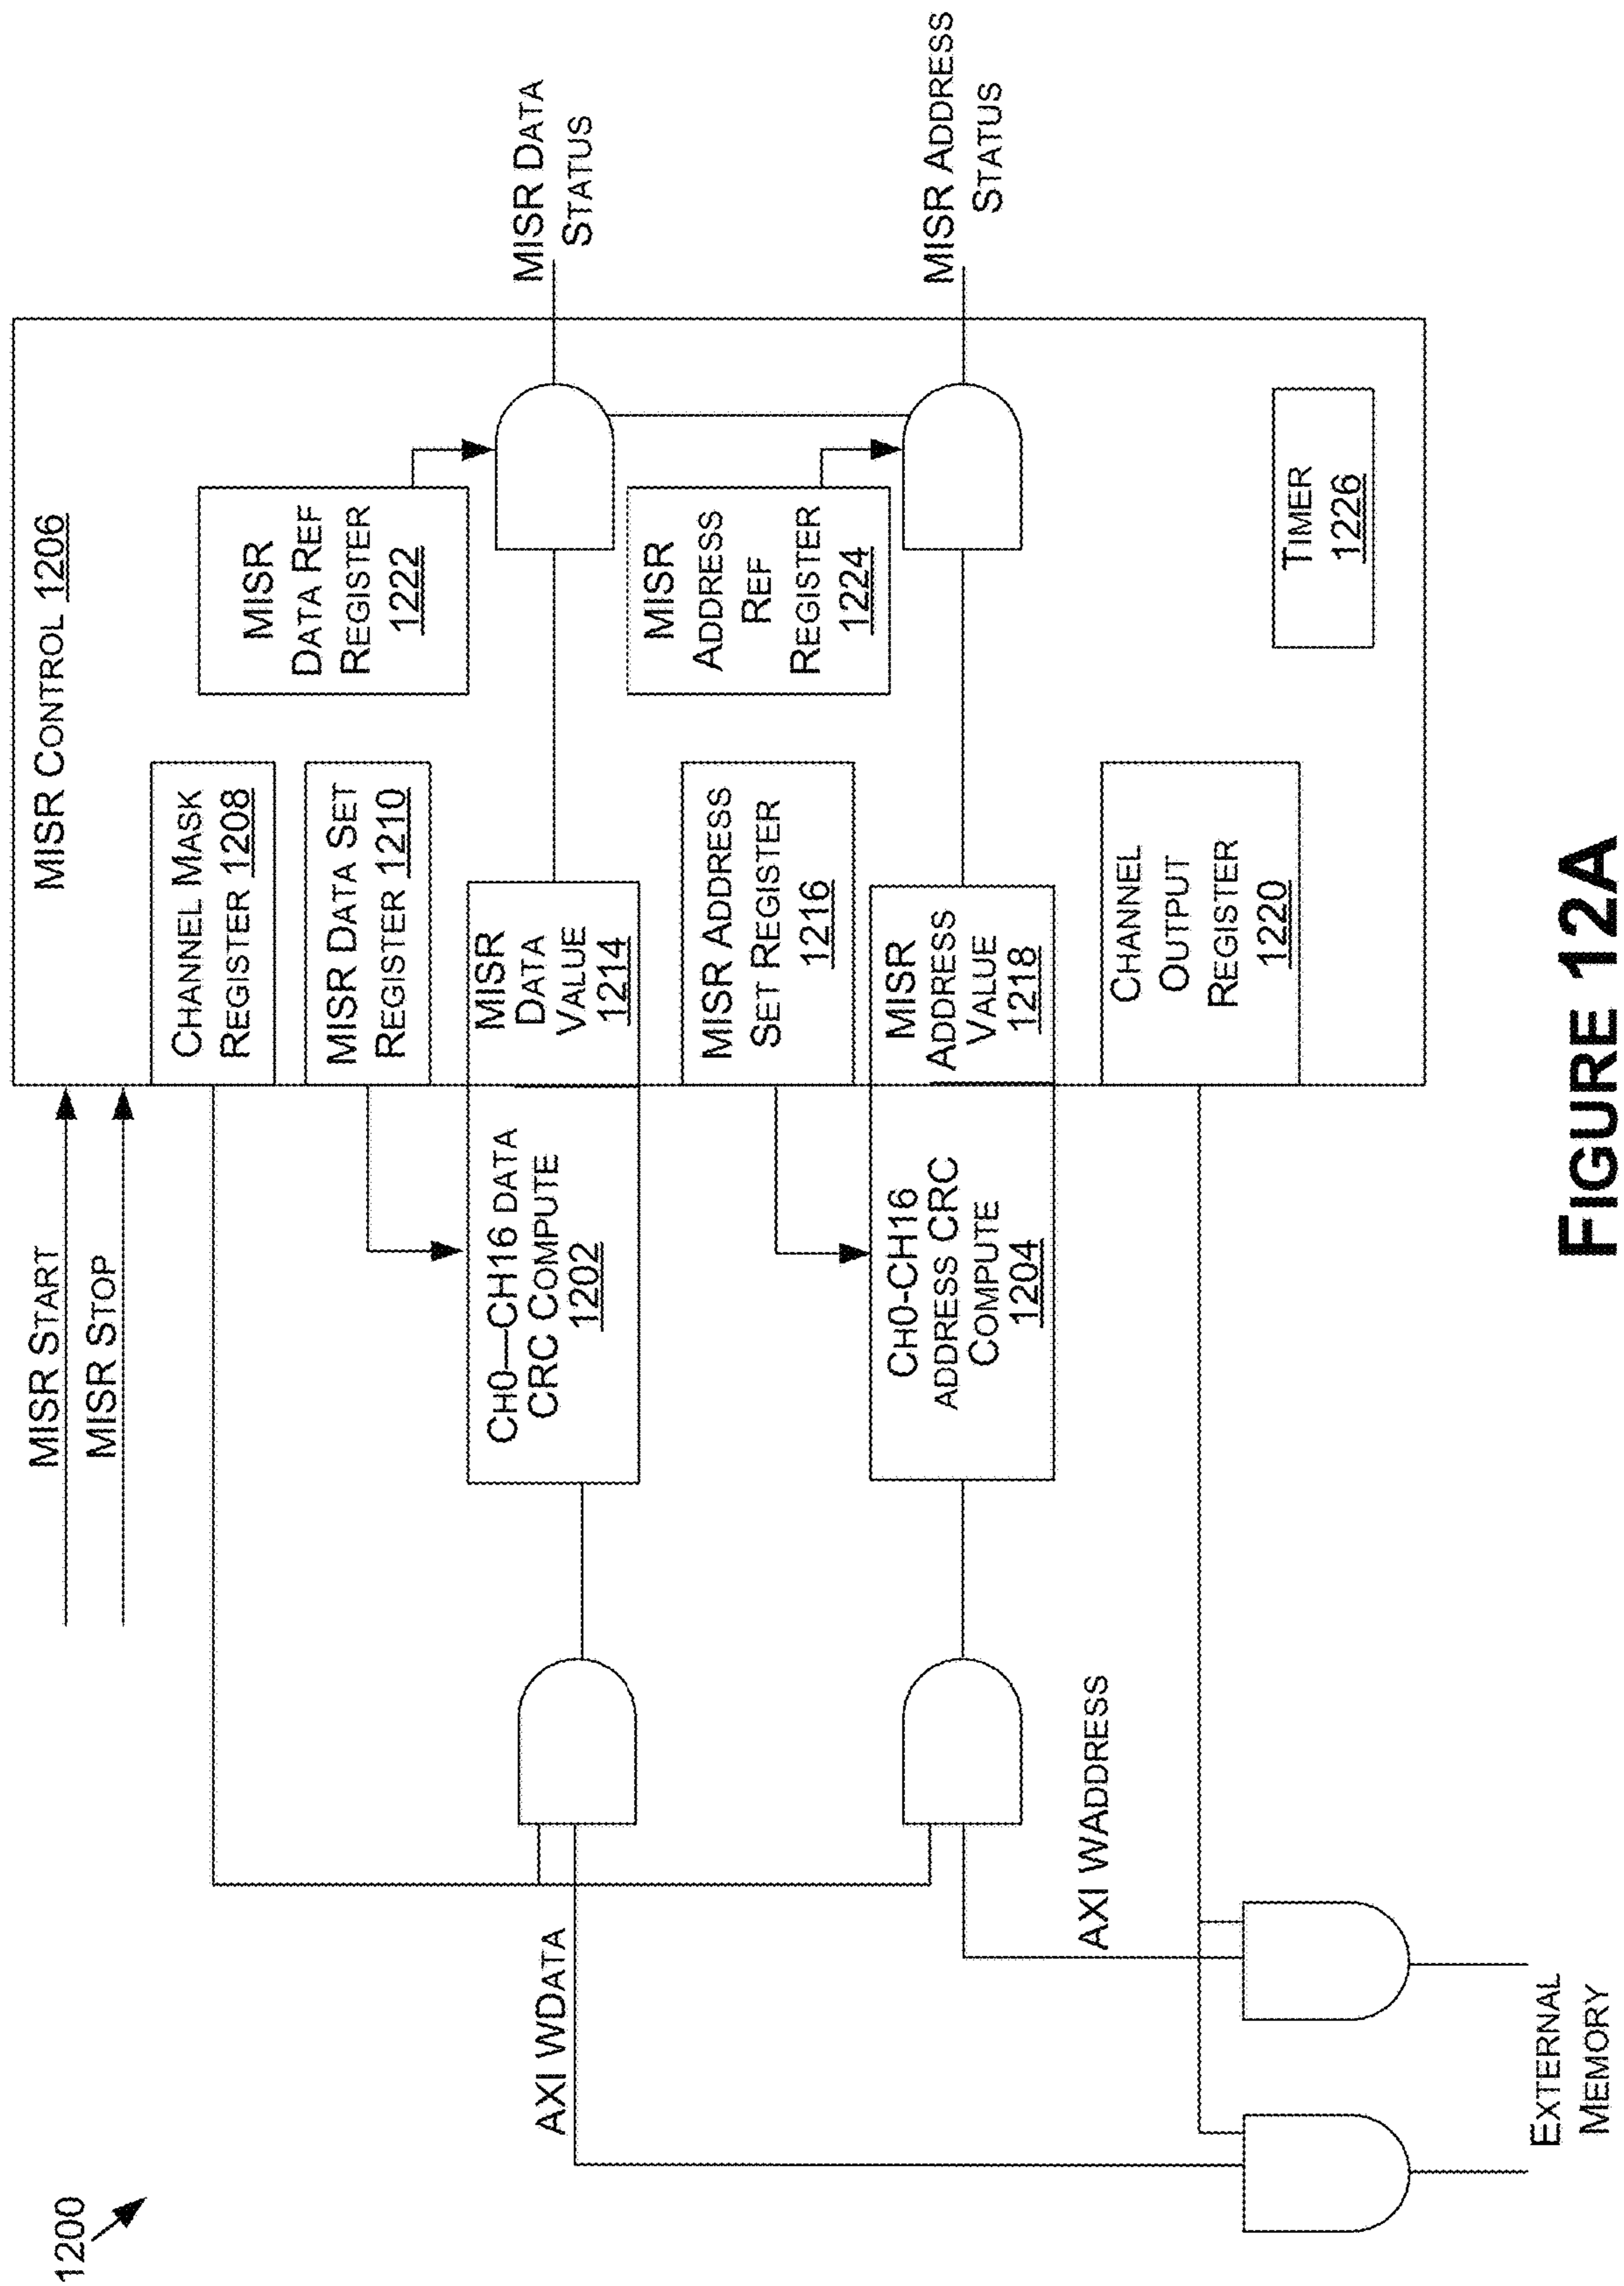 1200
MISR START
MISR STOP
MISR CONTROL 1206
CHANNEL MASK
REGISTER 1208
MISR DATA SET
REGISTER 1210
MISR
DATA REF
REGISTER
1222
MISR DATA
STATUS
AXI WDATA
CH0—CH16 DATA
CRC COMPUTE
1202
MISR
DATA
VALUE
1214
MISR ADDRESS
SET REGISTER
1216
MISR
ADDRESS
REF
REGISTER
1224
MISR ADDRESS
STATUS
CH0-CH16
ADDRESS CRC
COMPUTE
1204
MISR
ADDRESS
VALUE
1218
AXI WADDRESS
CHANNEL
OUTPUT
REGISTER
1220
TIMER
1226
EXTERNAL
MEMORY
FIGURE 12A